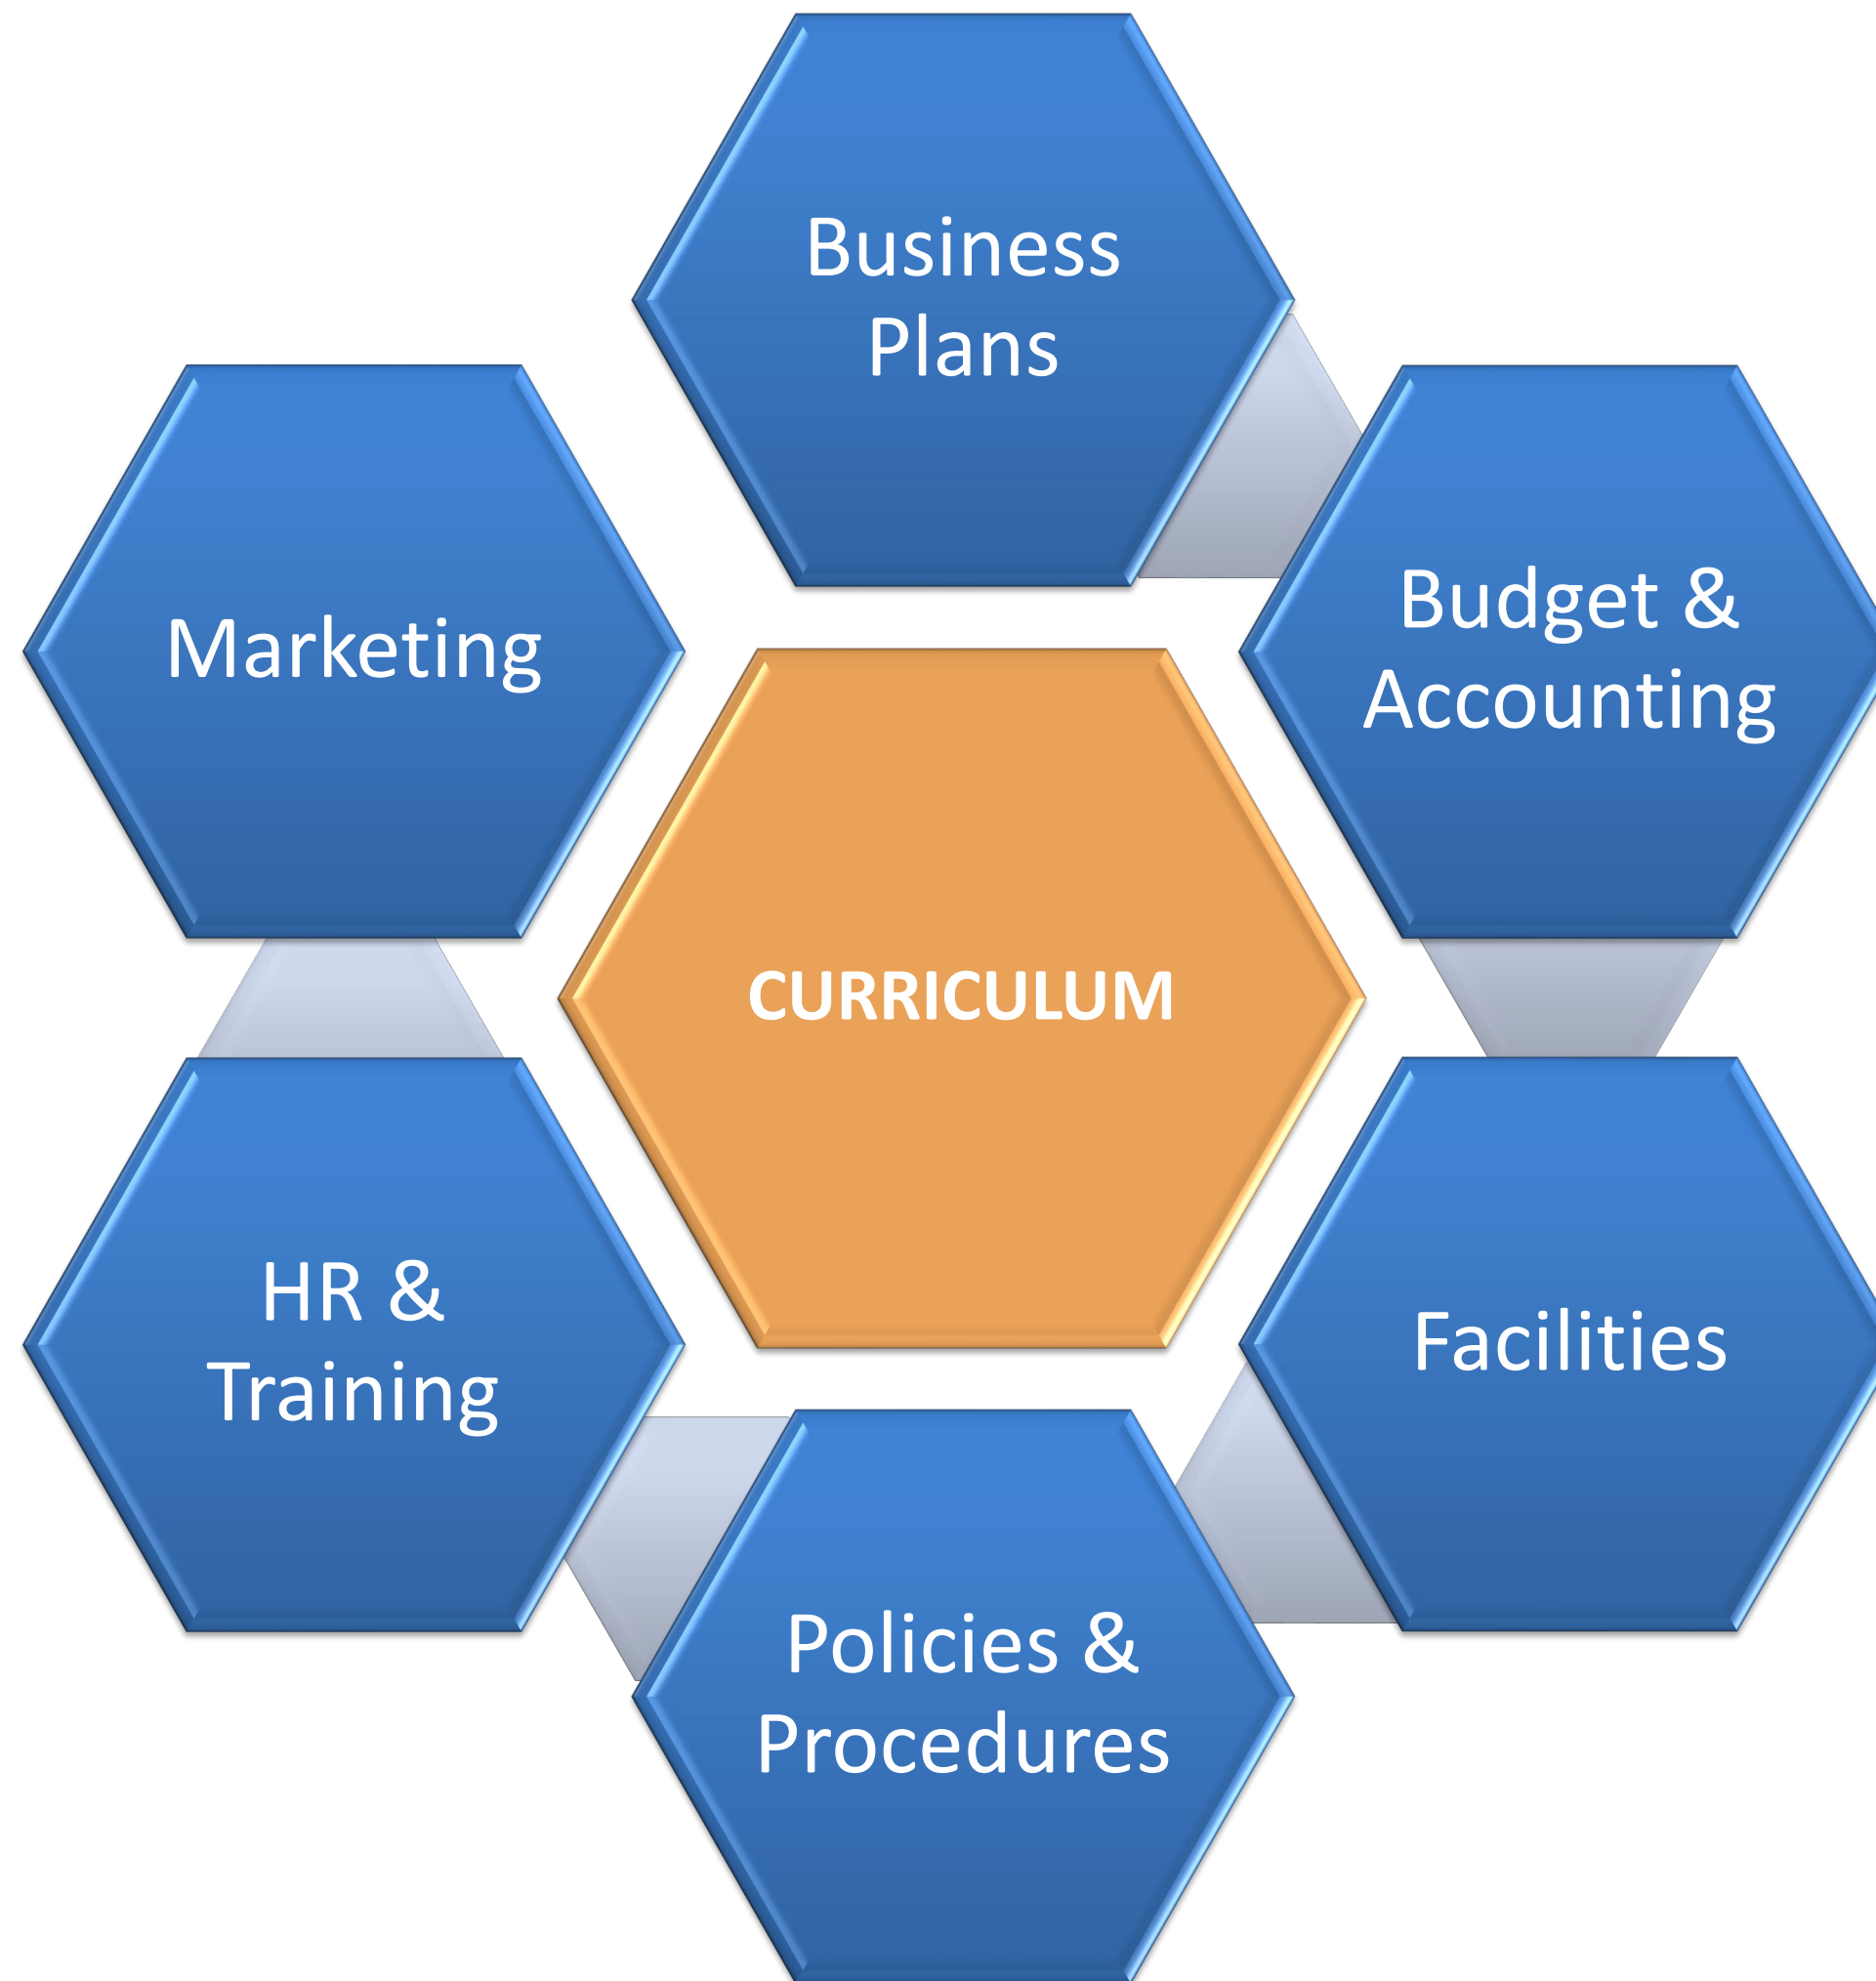 Business
Plans
Budget &
Accounting
Facilities
Policies &
Procedures
HR &
Training
Marketing
CURRICULUM